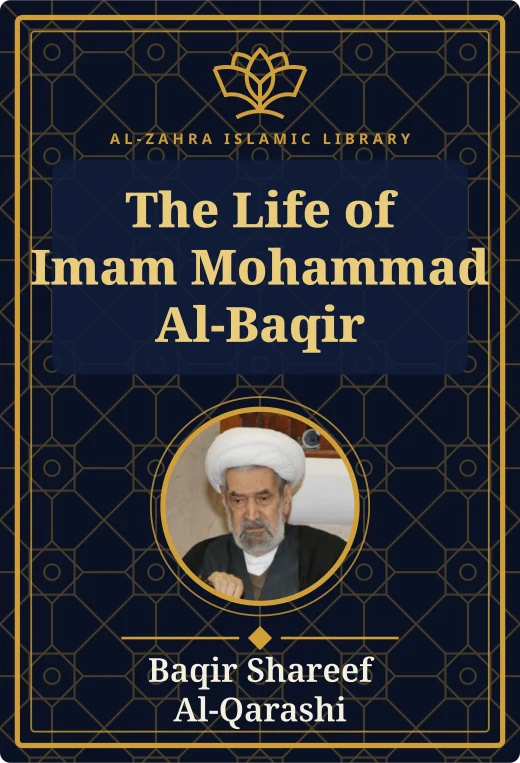 AL-ZAHRA ISLAMIC LIBRARY
The Life of
Imam Mohammad
Al-Baqir
Baqir Shareef
Al-Qarashi